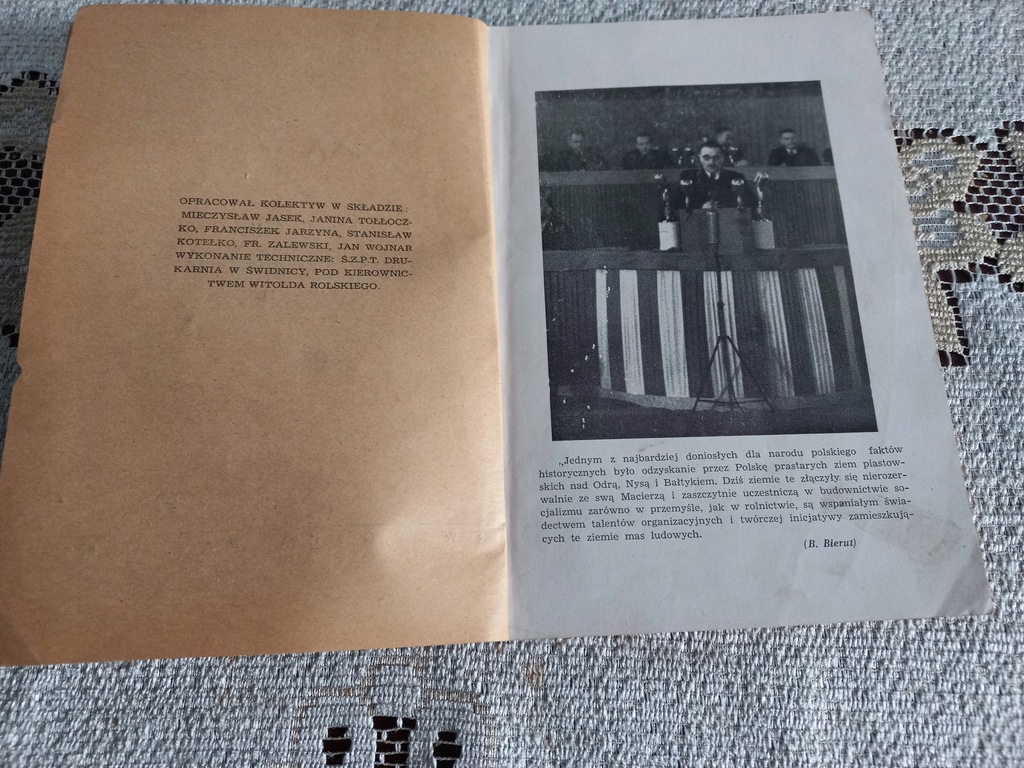 OPRACOWAŁ KOLEKTYW W SKŁADZIE:
MIECZYSŁAW JASEK, JANINA TOŁŁOCZ-
KO, FRANCISZEK JARZYNA, STANISŁAW
KOTEŁKO, FR. ZALEWSKI, JAN WOJNAR
WYKONANIE TECHNICZNE: Ś.Z.P.T. DRU-
KARNIA W ŚWIDNICY, POD KIEROWNIC-
TWEM WITOLDA ROLSKIEGO.
„Jednym z najbardziej doniosłych dla narodu polskiego faktów
historycznych było odzyskanie przez Polskę prastarych ziem piastow-
skich nad Odrą, Nysą i Bałtykiem. Dziś ziemie te złączyły się nierozer-
walnie ze swą Macierzą i zaszczytnie uczestniczą w budownictwie so-
cjalizmu zarówno w przemyśle, jak w rolnictwie, są wspaniałym świa-
dectwem talentów organizacyjnych i twórczej inicjatywy zamieszkują-
cych te ziemie mas ludowych.
(B. Bierut)